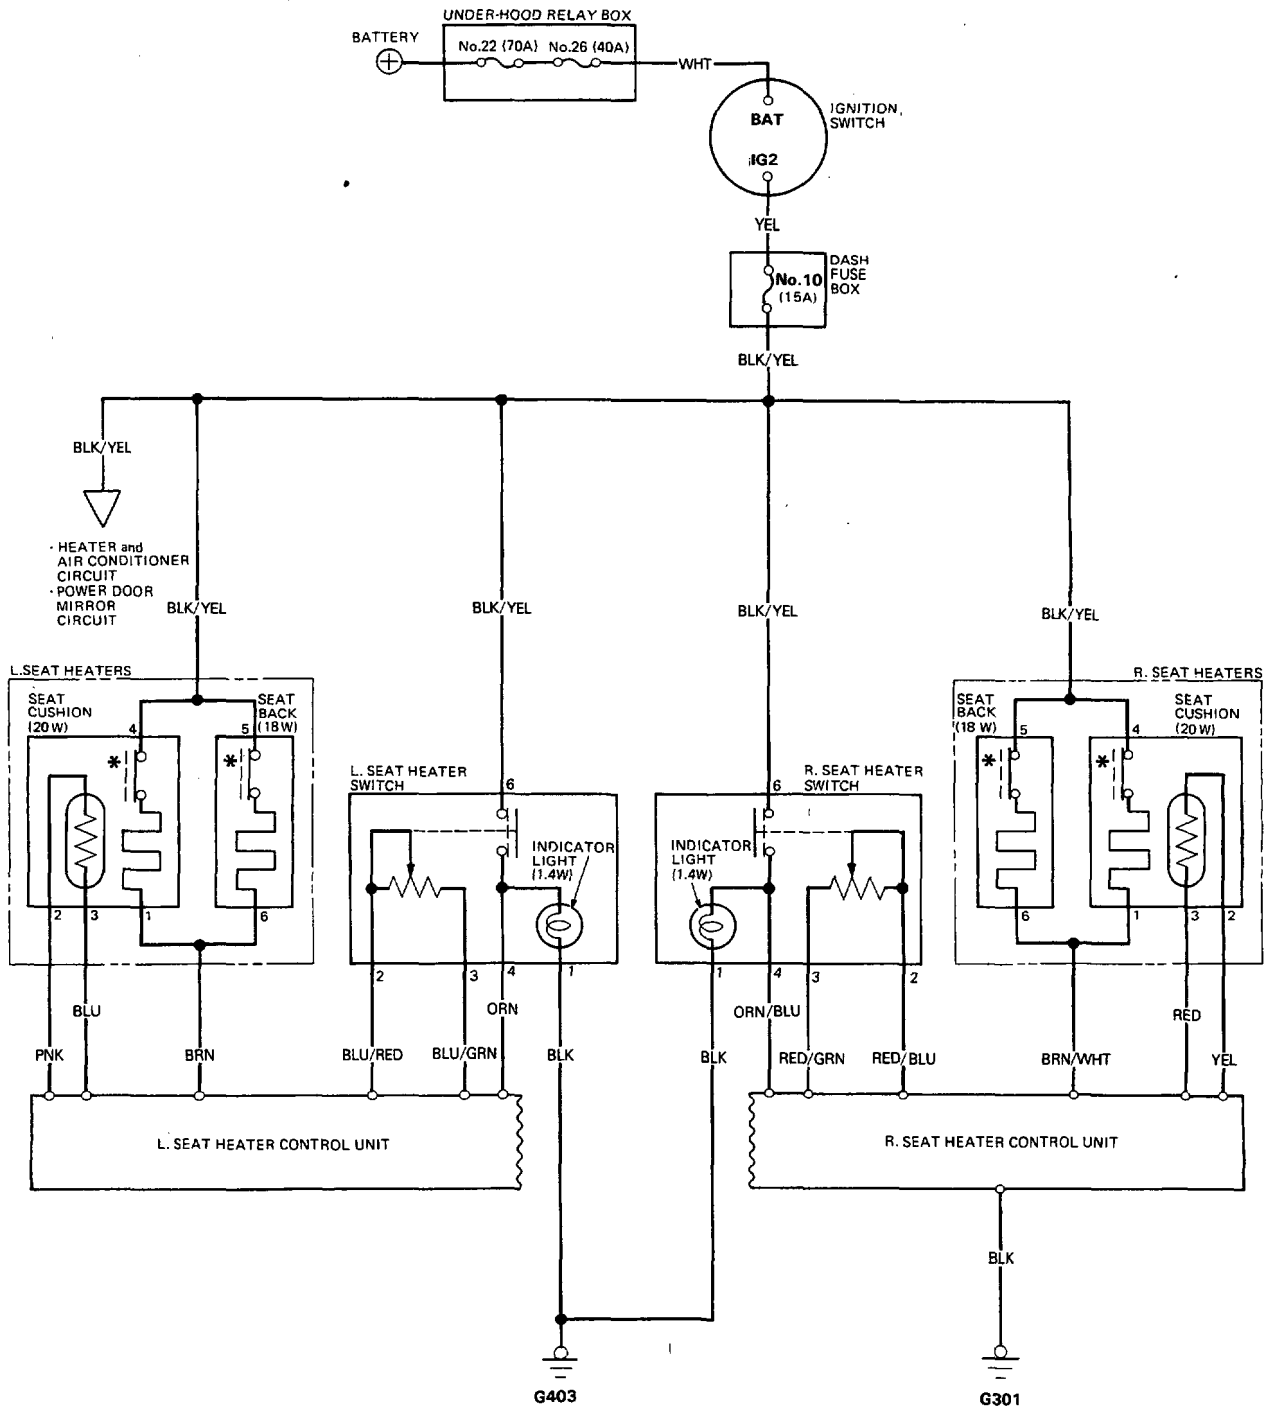 UNDER-HOOD RELAY BOX
BATTERY
No.22 (70A) No.26 (40A)
WHT
BAT
IGNITION
SWITCH
IG2
YEL
DASH
FUSE
BOX
No.10
(15A)
BLK/YEL
BLK/YEL
· HEATER and
AIR CONDITIONER
CIRCUIT
· POWER DOOR
MIRROR
CIRCUIT
BLK/YEL
BLK/YEL
BLK/YEL
BLK/YEL
L.SEAT HEATERS
SEAT
CUSHION
(20W)
4
SEAT
BACK
(18W)
5
*
*
2
3
1
6
L. SEAT HEATER
SWITCH
6
INDICATOR
LIGHT
(1.4W)
2
3
4
1
R. SEAT HEATER
SWITCH
6
INDICATOR
LIGHT
(1.4W)
1
4
3
2
R. SEAT HEATERS
SEAT
BACK
(18W)
5
4
SEAT
CUSHION
(20W)
*
*
6
1
3
2
PNK
BLU
BRN
BLU/RED
BLU/GRN
ORN
BLK
BLK
ORN/BLU
RED/GRN
RED/BLU
BRN/WHT
RED
YEL
L. SEAT HEATER CONTROL UNIT
R. SEAT HEATER CONTROL UNIT
BLK
G403
G301